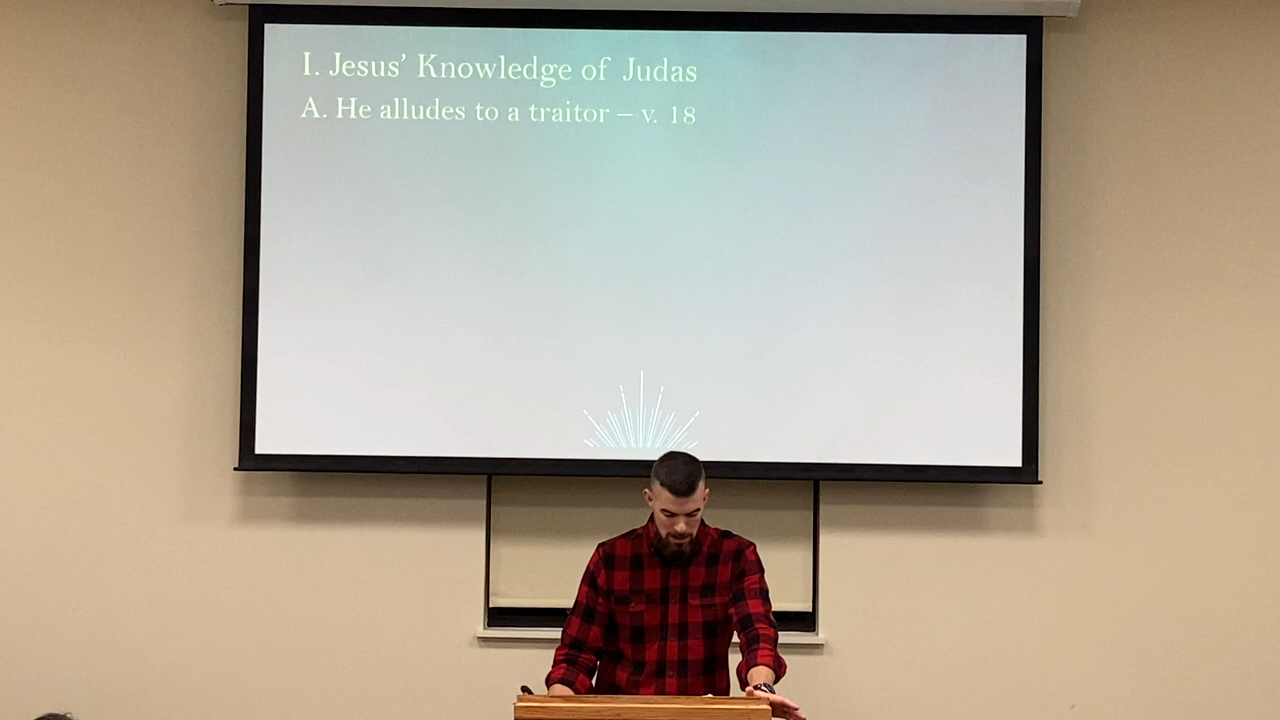 I. Jesus’ Knowledge of Judas
A. He alludes to a traitor – v. 18